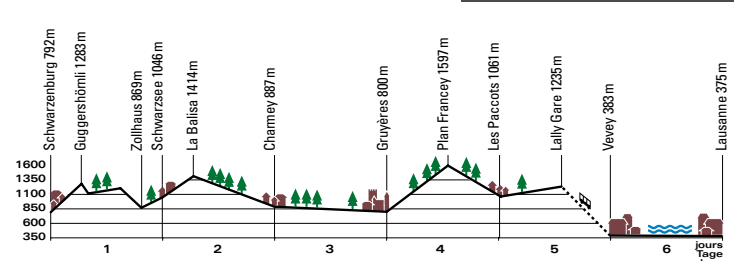 Schwarzenburg 792 m
Guggershörnli 1283 m
Zollhaus 869 m
Schwarzsee 1046 m
La Balisa 1414 m
Charmey 887 m
Gruyères 800 m
Plan Francey 1597 m
Les Paccots 1061 m
Lally Gare 1235 m
Vevey 383 m
Lausanne 375 m
1600
1350
1100
850
600
350
1
2
3
4
5
6
jours
Tage